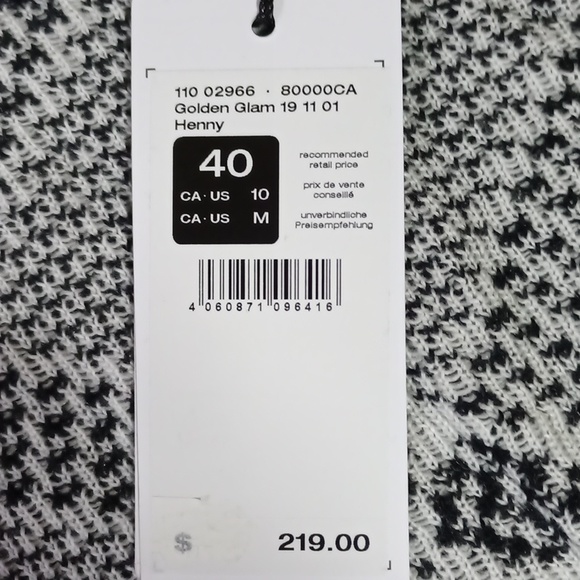 110 02966 · 80000CA
Golden Glam 19 11 01
Henny
40
CA·US 10
CA·US M
recommended
retail price
prix de vente
conseillé
unverbindliche
Preisempfehlung
4 060871 096416
$ 219.00